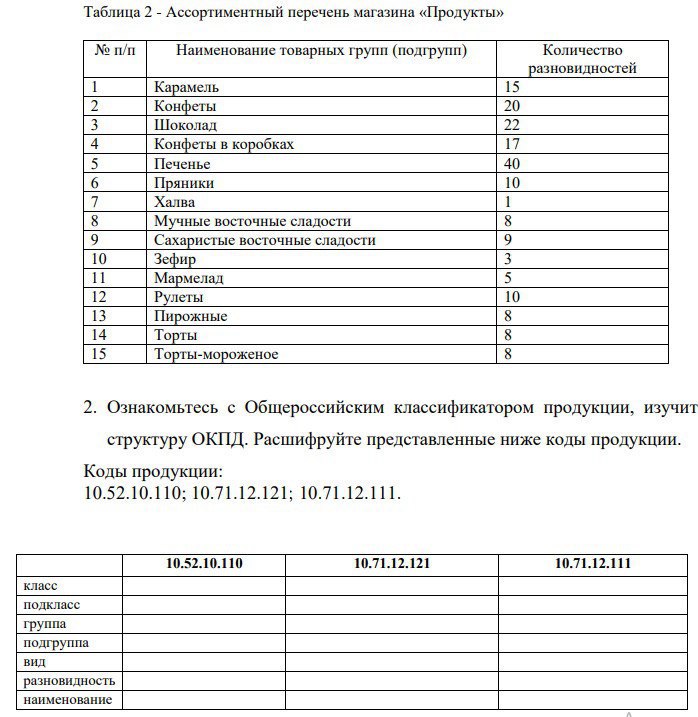 Таблица 2 - Ассортиментный перечень магазина «Продукты»
№ п/п Наименование товарных групп (подгрупп) Количество
разновидностей
1 Карамель 15
2 Конфеты 20
3 Шоколад 22
4 Конфеты в коробках 17
5 Печенье 40
6 Пряники 10
7 Халва 1
8 Мучные восточные сладости 8
9 Сахаристые восточные сладости 9
10 Зефир 3
11 Мармелад 5
12 Рулеты 10
13 Пирожные 8
14 Торты 8
15 Торты-мороженое 8
2. Ознакомьтесь с Общероссийским классификатором продукции, изучит
структуру ОКПД. Расшифруйте представленные ниже коды продукции.
Коды продукции:
10.52.10.110; 10.71.12.121; 10.71.12.111.
10.52.10.110 10.71.12.121 10.71.12.111
класс
подкласс
группа
подгруппа
вид
разновидность
наименование